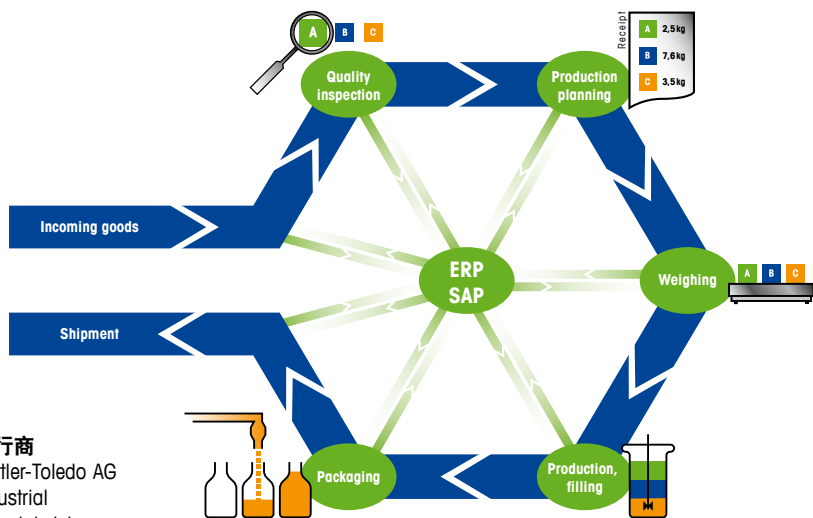 A B C
Receipt
A 2,5kg
B 7,6kg
C 3,5kg
Quality
inspection
Production
planning
Incoming goods
ERP
SAP
Weighing
A B C
Shipment
行商
tler-Toledo AG
ustrial
Packaging
Production,
filling